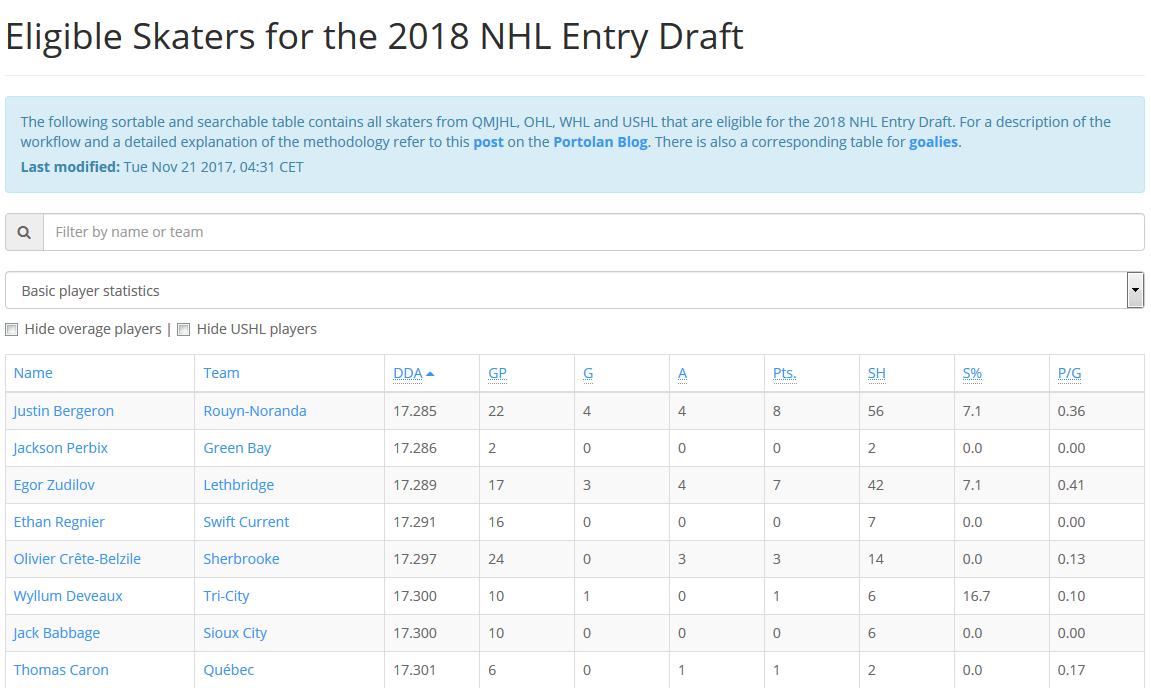 Eligible Skaters for the 2018 NHL Entry Draft
The following sortable and searchable table contains all skaters from QMJHL, OHL, WHL and USHL that are eligible for the 2018 NHL Entry Draft. For a description of the
workflow and a detailed explanation of the methodology refer to this post on the Portolan Blog. There is also a corresponding table for goalies.
Last modified: Tue Nov 21 2017, 04:31 CET
Filter by name or team
Basic player statistics
Hide overage players | Hide USHL players
Name Team DDA GP G A Pts. SH S% P/G
Justin Bergeron Rouyn-Noranda 17.285 22 4 4 8 56 7.1 0.36
Jackson Perbix Green Bay 17.286 2 0 0 0 2 0.0 0.00
Egor Zudilov Lethbridge 17.289 17 3 4 7 42 7.1 0.41
Ethan Regnier Swift Current 17.291 16 0 0 0 7 0.0 0.00
Olivier Crête-Belzile Sherbrooke 17.297 24 0 3 3 14 0.0 0.13
Wyllum Deveaux Tri-City 17.300 10 1 0 1 6 16.7 0.10
Jack Babbage Sioux City 17.300 10 0 0 0 6 0.0 0.00
Thomas Caron Québec 17.301 6 0 1 1 2 0.0 0.17